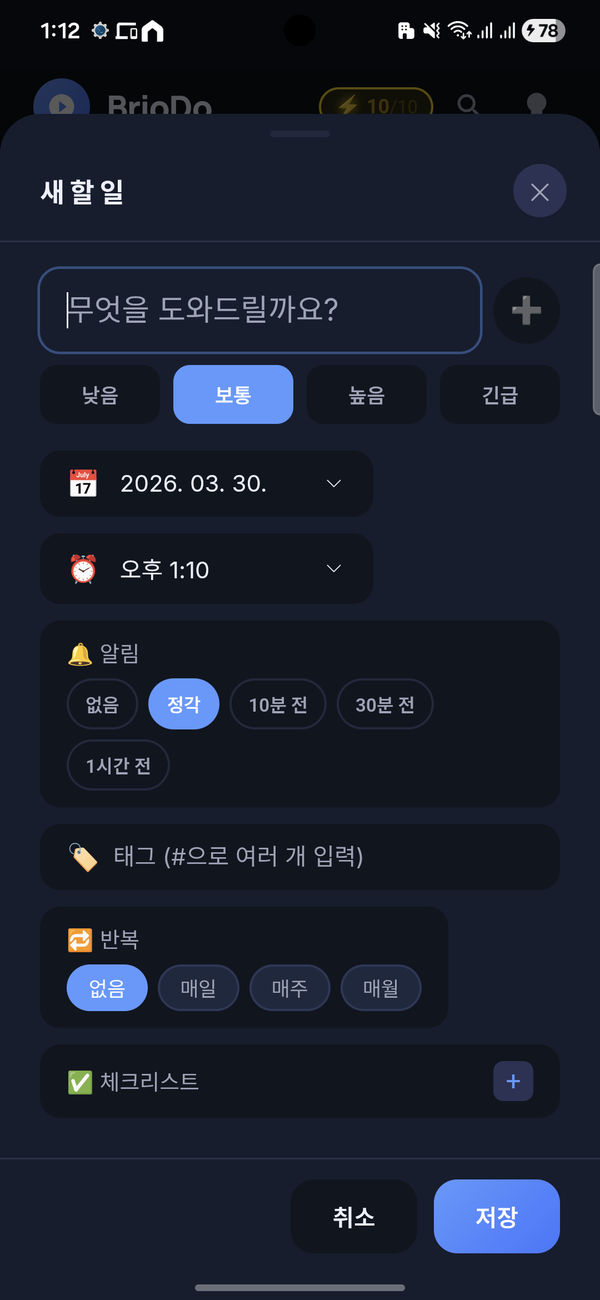 1:12
78
BrioDo
10/10
새 할 일
무엇을 도와드릴까요?
낮음 보통 높음 긴급
July 17 2026. 03. 30.
오후 1:10
알림
없음 정각 10분 전 30분 전
1시간 전
태그 (#으로 여러 개 입력)
반복
없음 매일 매주 매월
체크리스트
취소 저장